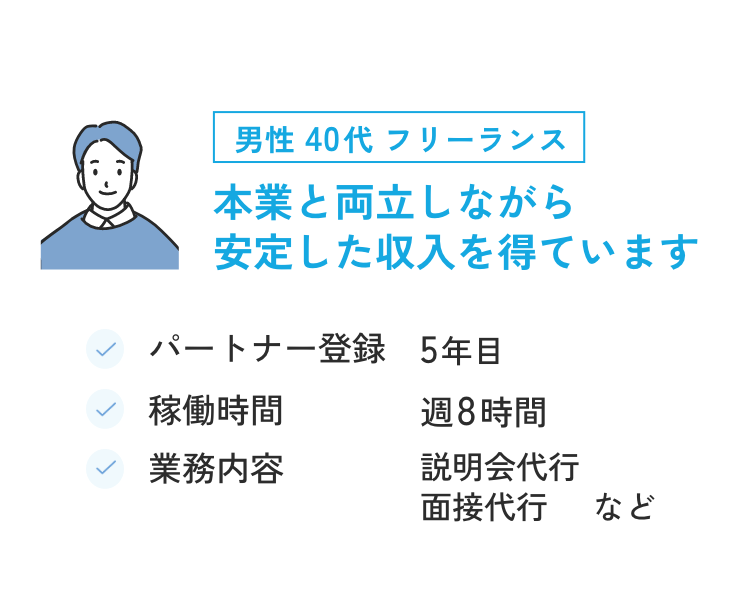 男性 40代 フリーランス
本業と両立しながら
安定した収入を得ています
パートナー登録 5年目
稼働時間 週8時間
業務内容 説明会代行
面接代行 など